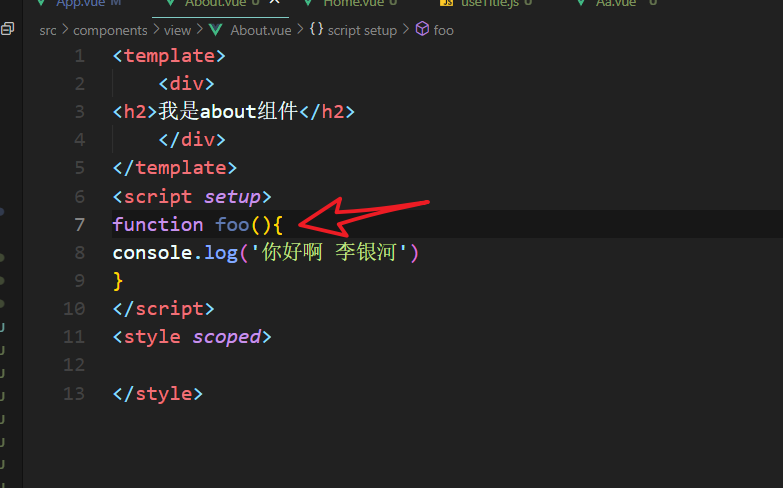 App.vue M About.vue U Home.vue U useTitle.js U Aa.vue U
src > components > view > About.vue > {} script setup > foo
1 <template>
2 <div>
3 <h2>我是about组件</h2>
4 </div>
5 </template>
6 <script setup>
7 function foo(){
8 console.log('你好啊 李银河')
9 }
10 </script>
11 <style scoped>
12
13 </style>